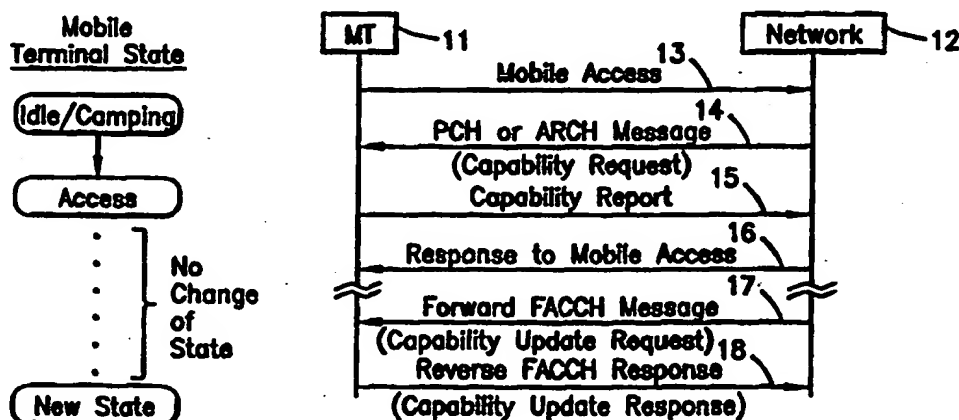 Mobile
Terminal State
Idle/Camping
Access
No
Change
of
State
New State
MT
11
Network
12
13
Mobile Access
14
PCH or ARCH Message
(Capability Request)
15
Capability Report
16
Response to Mobile Access
17
Forward FACCH Message
(Capability Update Request)
18
Reverse FACCH Response
(Capability Update Response)